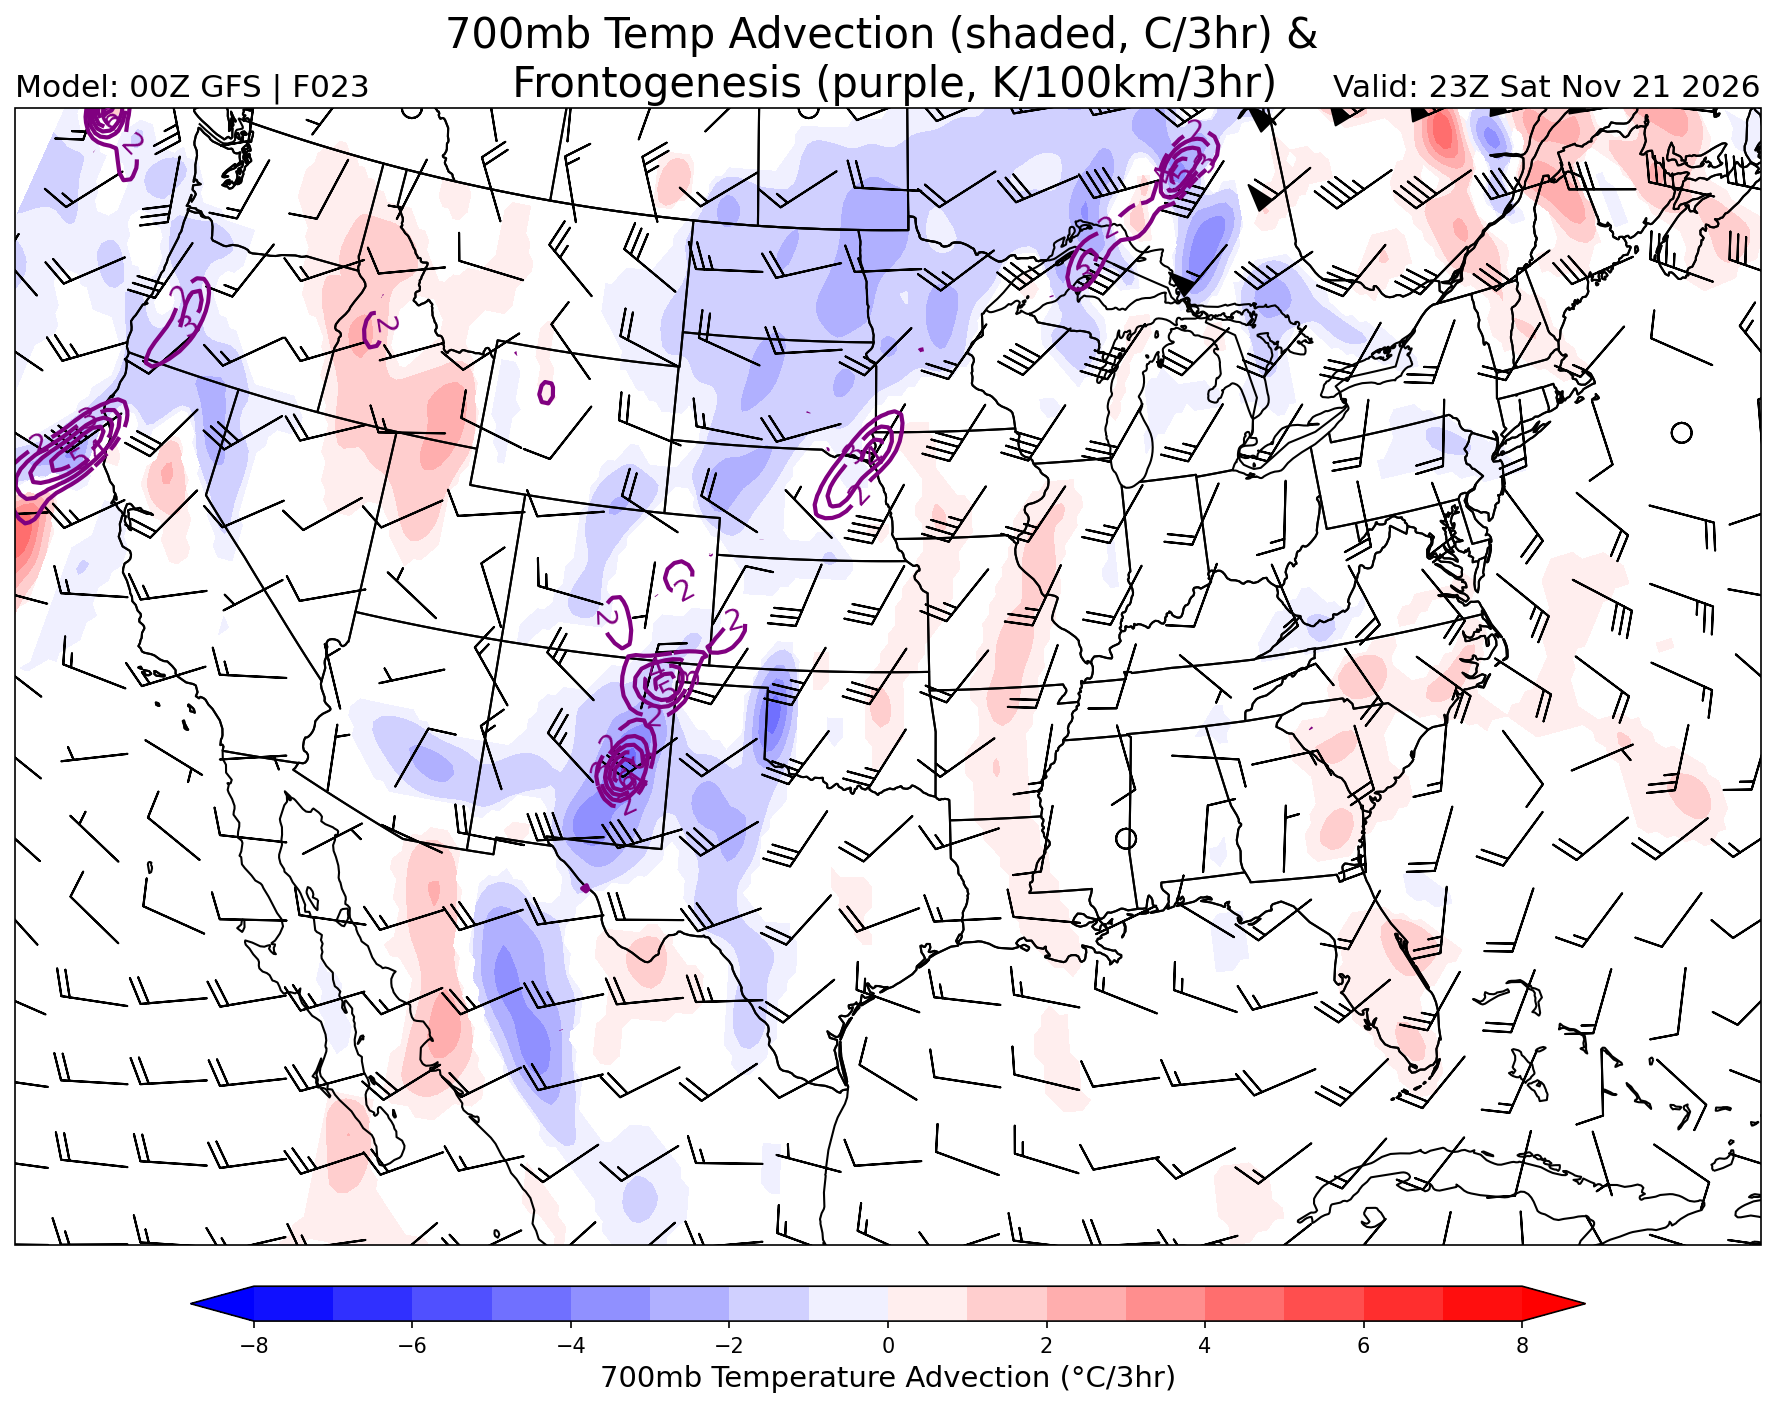 700mb Temp Advection (shaded, C/3hr) &
Frontogenesis (purple, K/100km/3hr)
Model: 00Z GFS | F023
Valid: 23Z Sat Nov 21 2026
−8 −6 −4 −2 0 2 4 6 8
700mb Temperature Advection (°C/3hr)